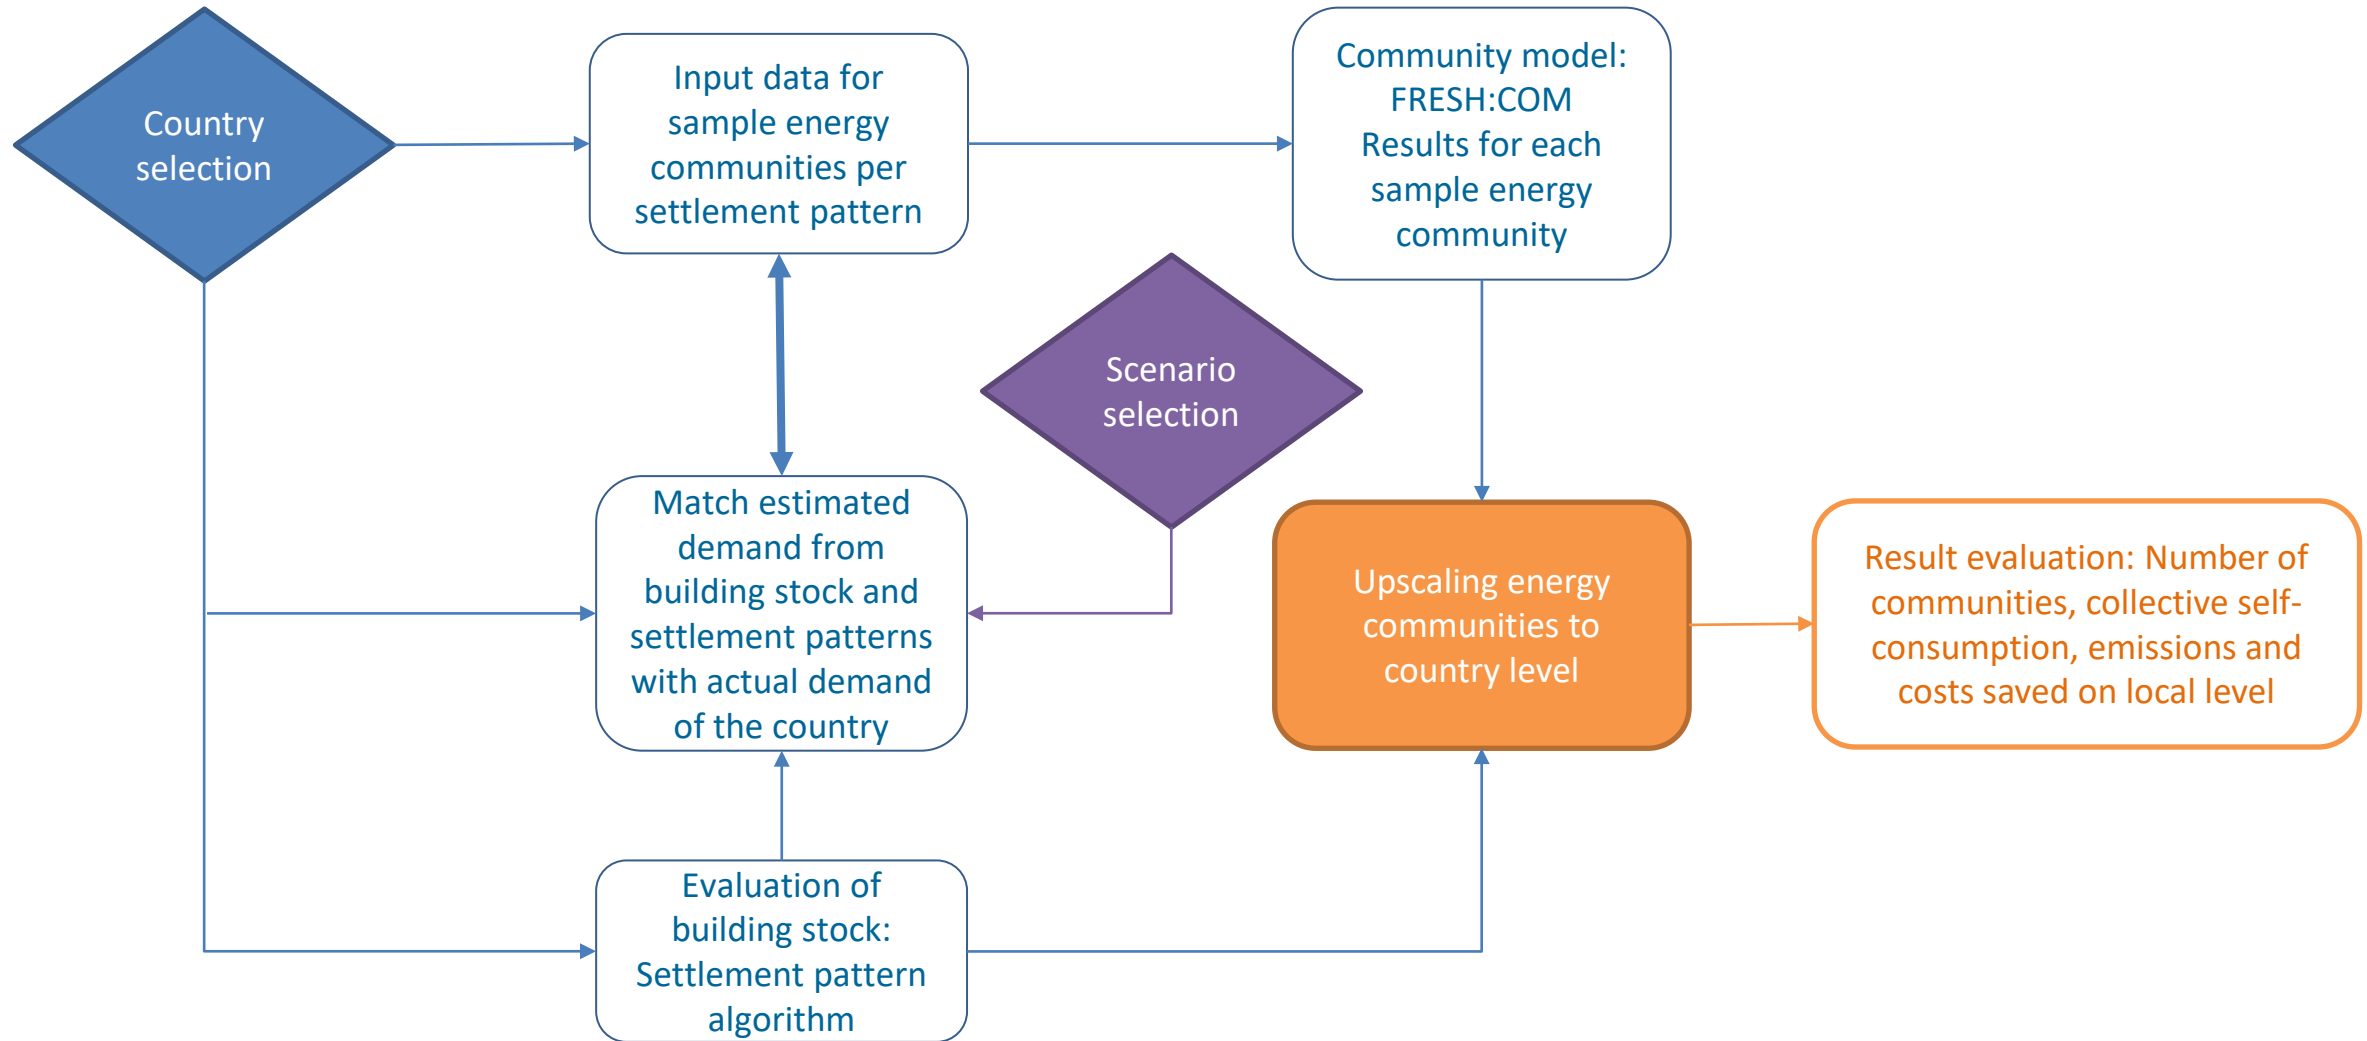 Country
selection
Input data for
sample energy
communities per
settlement pattern
Community model:
FRESH:COM
Results for each
sample energy
community
Scenario
selection
Match estimated
demand from
building stock and
settlement patterns
with actual demand
of the country
Upscaling energy
communities to
country level
Result evaluation: Number of
communities, collective self-
consumption, emissions and
costs saved on local level
Evaluation of
building stock:
Settlement pattern
algorithm